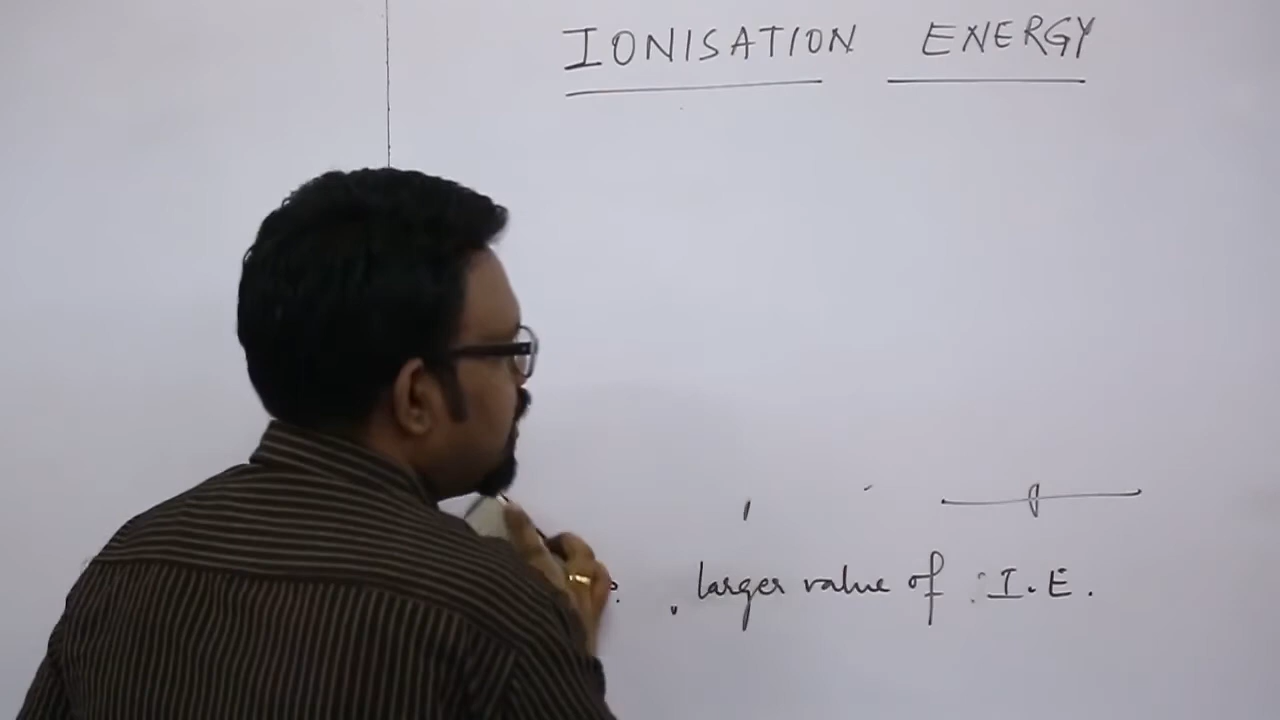 IONISATION ENERGY
larger value of I.E.